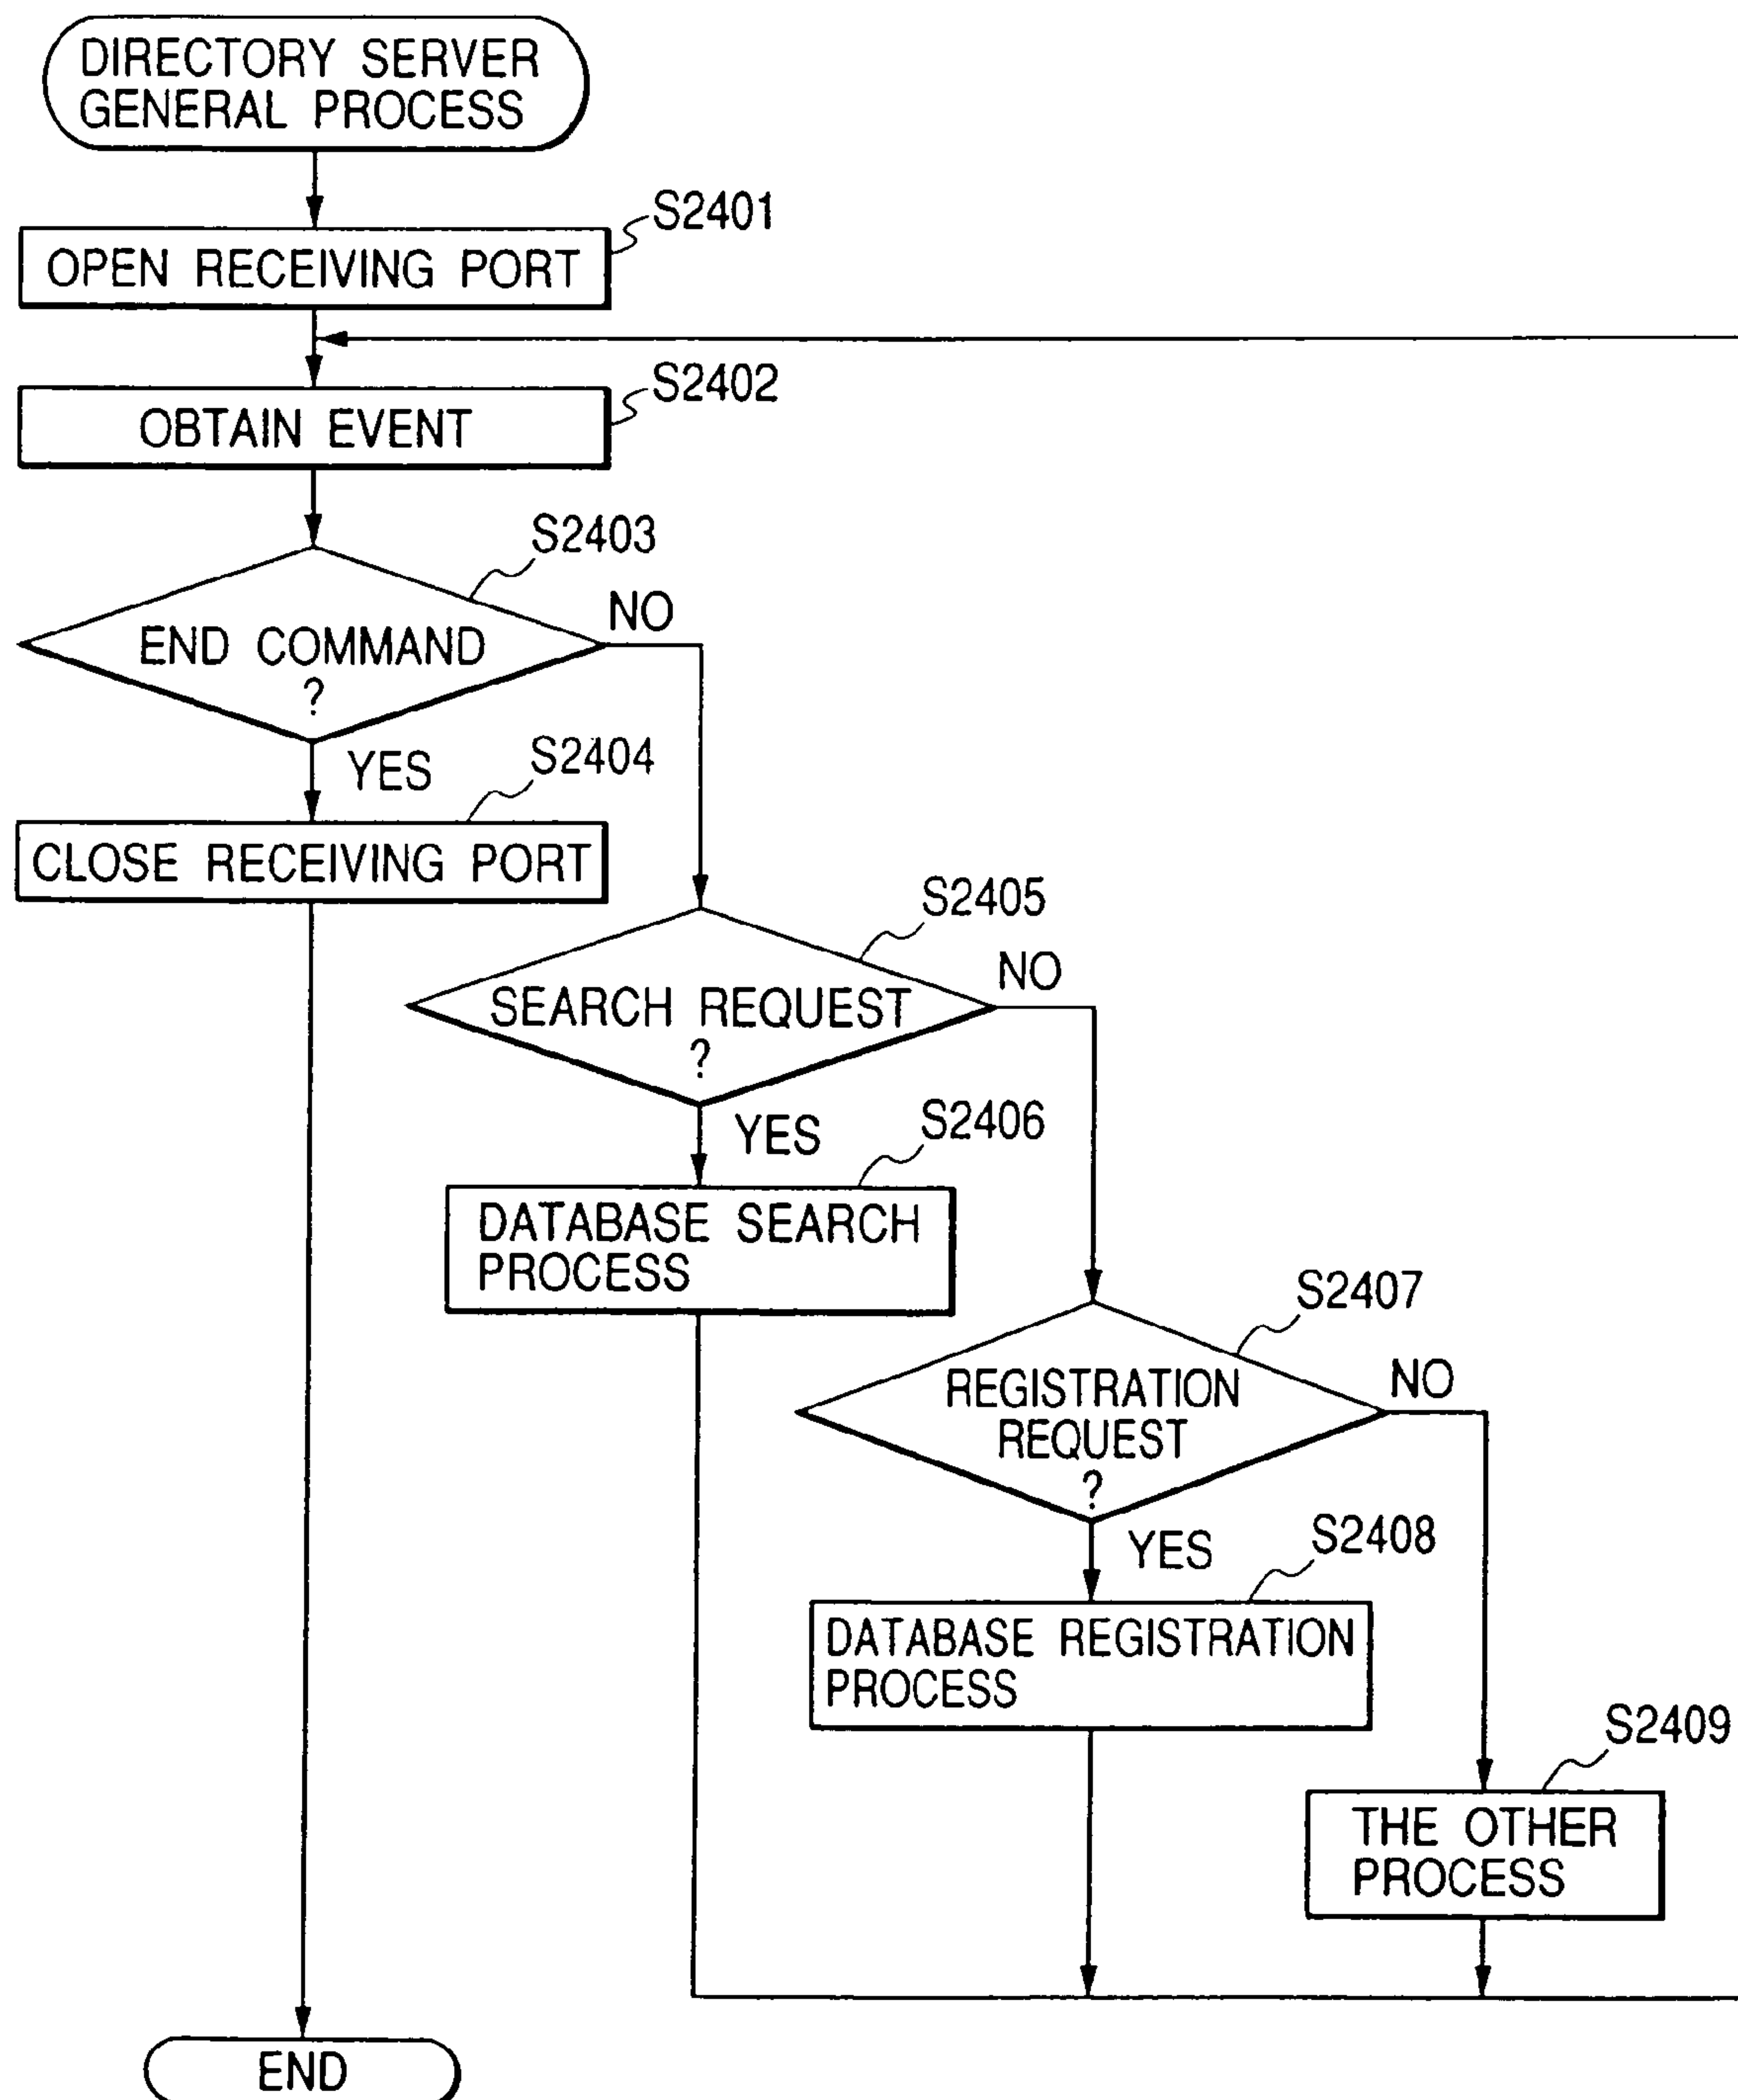 DIRECTORY SERVER
GENERAL PROCESS
S2401
OPEN RECEIVING PORT
S2402
OBTAIN EVENT
S2403
NO
END COMMAND
?
YES
S2404
CLOSE RECEIVING PORT
S2405
NO
SEARCH REQUEST
?
YES
S2406
DATABASE SEARCH
PROCESS
S2407
NO
REGISTRATION
REQUEST
?
YES
S2408
DATABASE REGISTRATION
PROCESS
S2409
THE OTHER
PROCESS
END